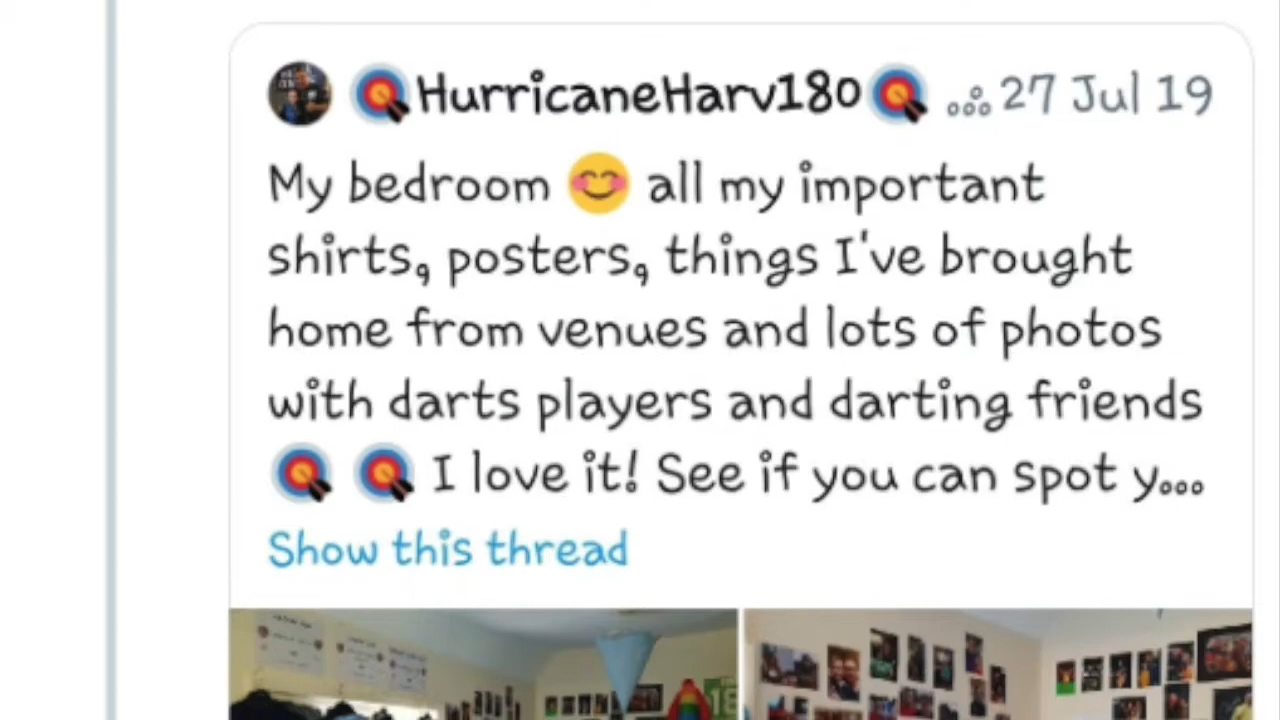 🎯HurricaneHarv180🎯 ... 27 Jul 19
My bedroom 😊 all my important
shirts, posters, things I've brought
home from venues and lots of photos
with darts players and darting friends
🎯 🎯 I love it! See if you can spot y...
Show this thread